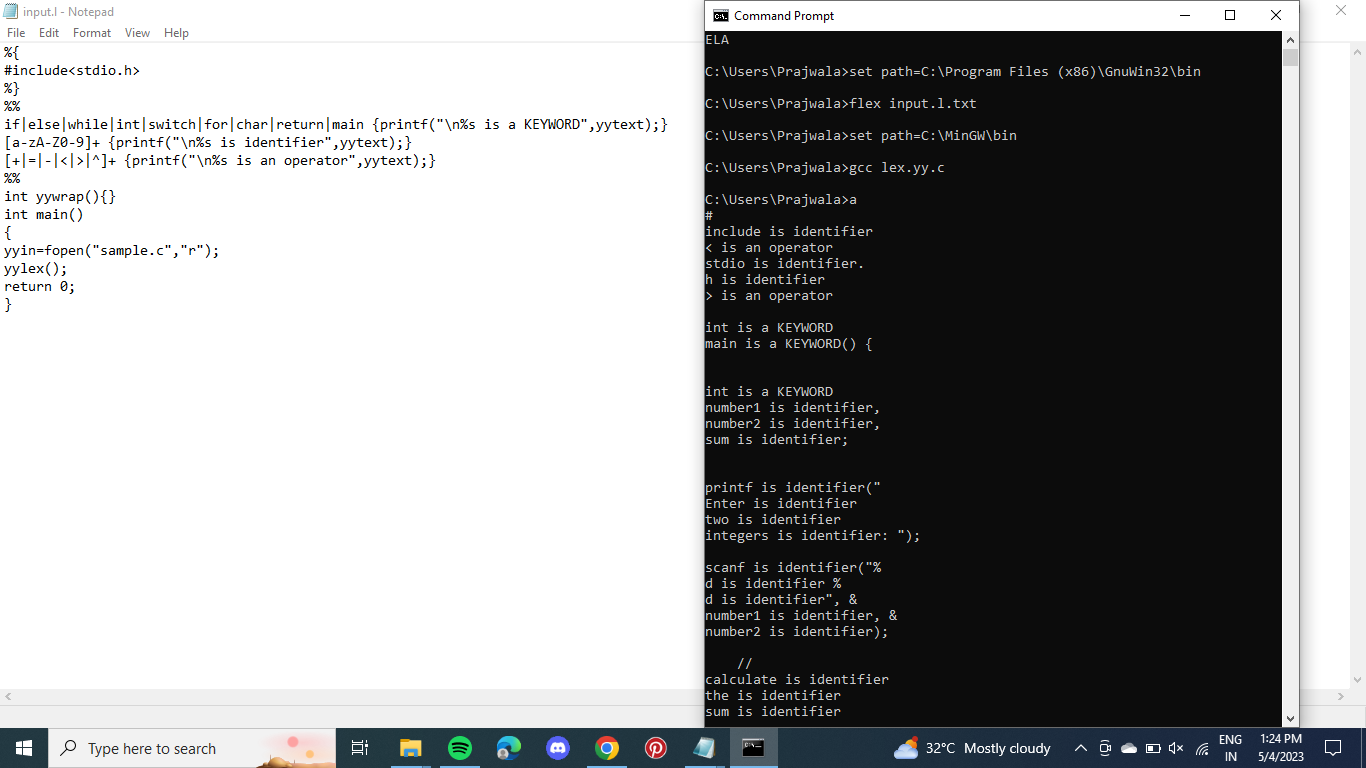 input.l - Notepad
File Edit Format View Help
%{
#include<stdio.h>
%}
%%
if|else|while|int|switch|for|char|return|main {printf("\n%s is a KEYWORD",yytext);}
[a-zA-Z0-9]+ {printf("\n%s is identifier",yytext);}
[+|=|-|<|>|^]+ {printf("\n%s is an operator",yytext);}
%%
int yywrap(){}
int main()
{
yyin=fopen("sample.c","r");
yylex();
return 0;
}
Command Prompt
ELA
C:\Users\Prajwala>set path=C:\Program Files (x86)\GnuWin32\bin
C:\Users\Prajwala>flex input.l.txt
C:\Users\Prajwala>set path=C:\MinGW\bin
C:\Users\Prajwala>gcc lex.yy.c
C:\Users\Prajwala>a
#
include is identifier
< is an operator
stdio is identifier.
h is identifier
> is an operator
int is a KEYWORD
main is a KEYWORD() {
int is a KEYWORD
number1 is identifier,
number2 is identifier,
sum is identifier;
printf is identifier("
Enter is identifier
two is identifier
integers is identifier: ");
scanf is identifier("%
d is identifier %
d is identifier", &
number1 is identifier, &
number2 is identifier);
//
calculate is identifier
the is identifier
sum is identifier
Type here to search
32°C Mostly cloudy
ENG
IN
1:24 PM
5/4/2023